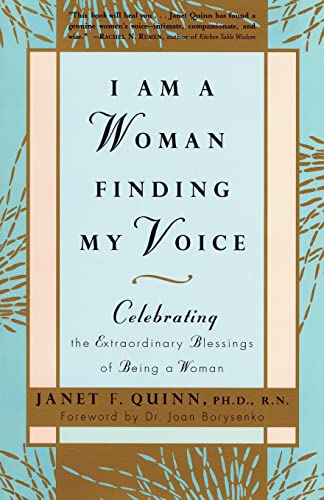 "This book will heal you . . . Janet Quinn has found a
genuine women's voice—intimate, compassionate, and
wise." —RACHEL N. REMEN, author of Kitchen Table Wisdom
I AM A
WOMAN
FINDING
MY VOICE
Celebrating
the Extraordinary Blessings
of Being a Woman
JANET F. QUINN, PH.D., R.N.
Foreword by Dr. Joan Borysenko